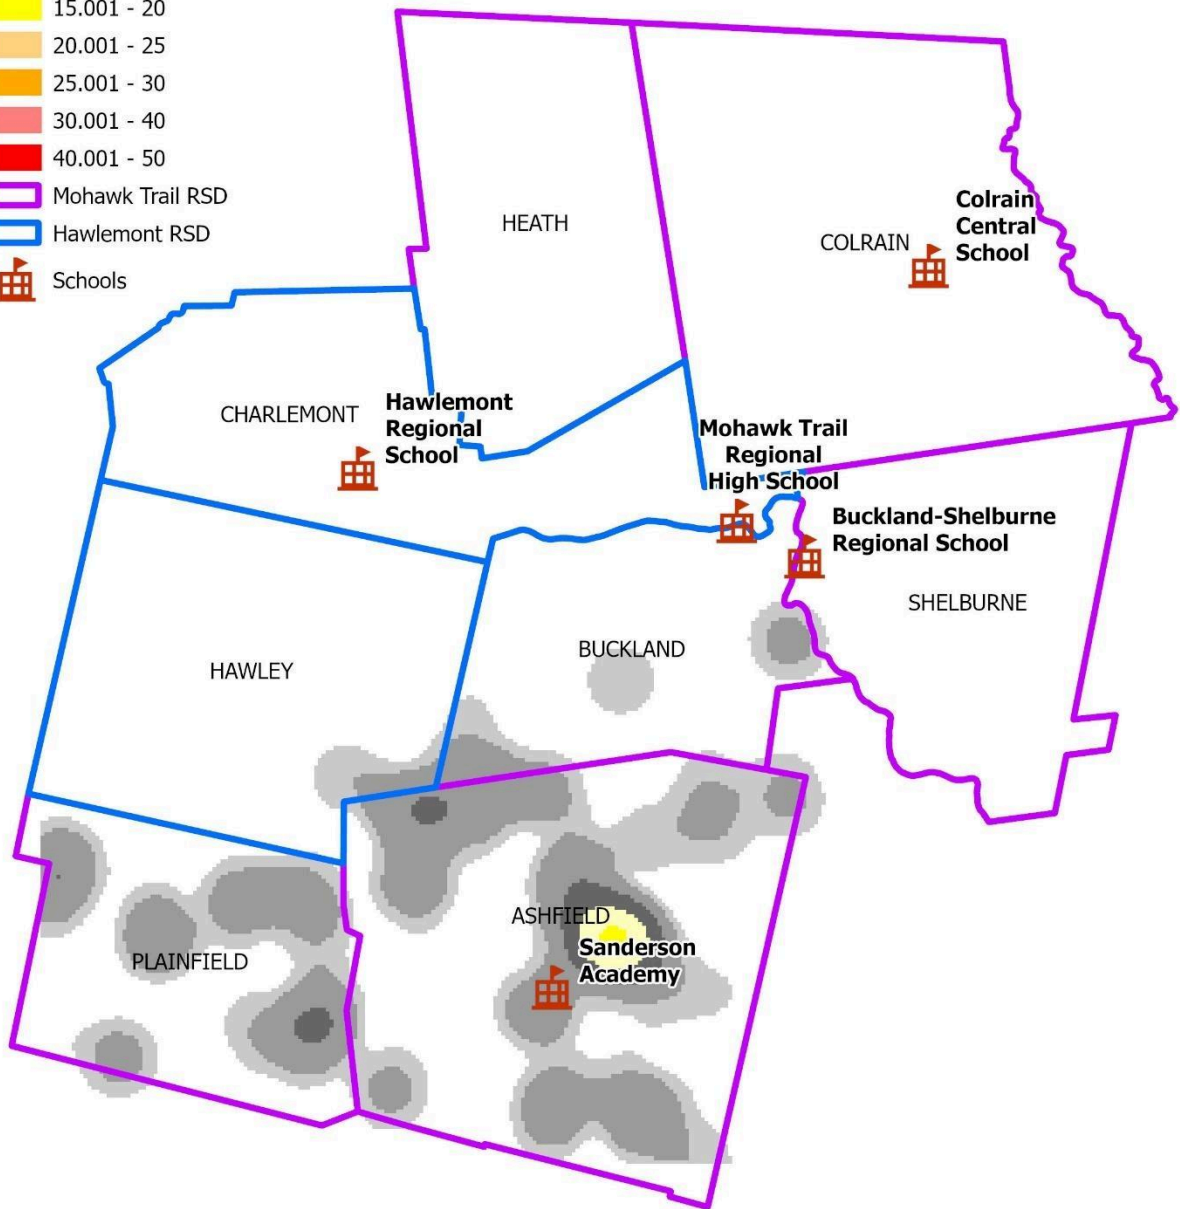 15.001 - 20
20.001 - 25
25.001 - 30
30.001 - 40
40.001 - 50
Mohawk Trail RSD
Hawlemont RSD
Schools
HEATH
COLRAIN
Colrain
Central
School
CHARLEMONT
Hawlemont
Regional
School
Mohawk Trail
Regional
High School
Buckland-Shelburne
Regional School
SHELBURNE
BUCKLAND
HAWLEY
ASHFIELD
Sanderson
Academy
PLAINFIELD